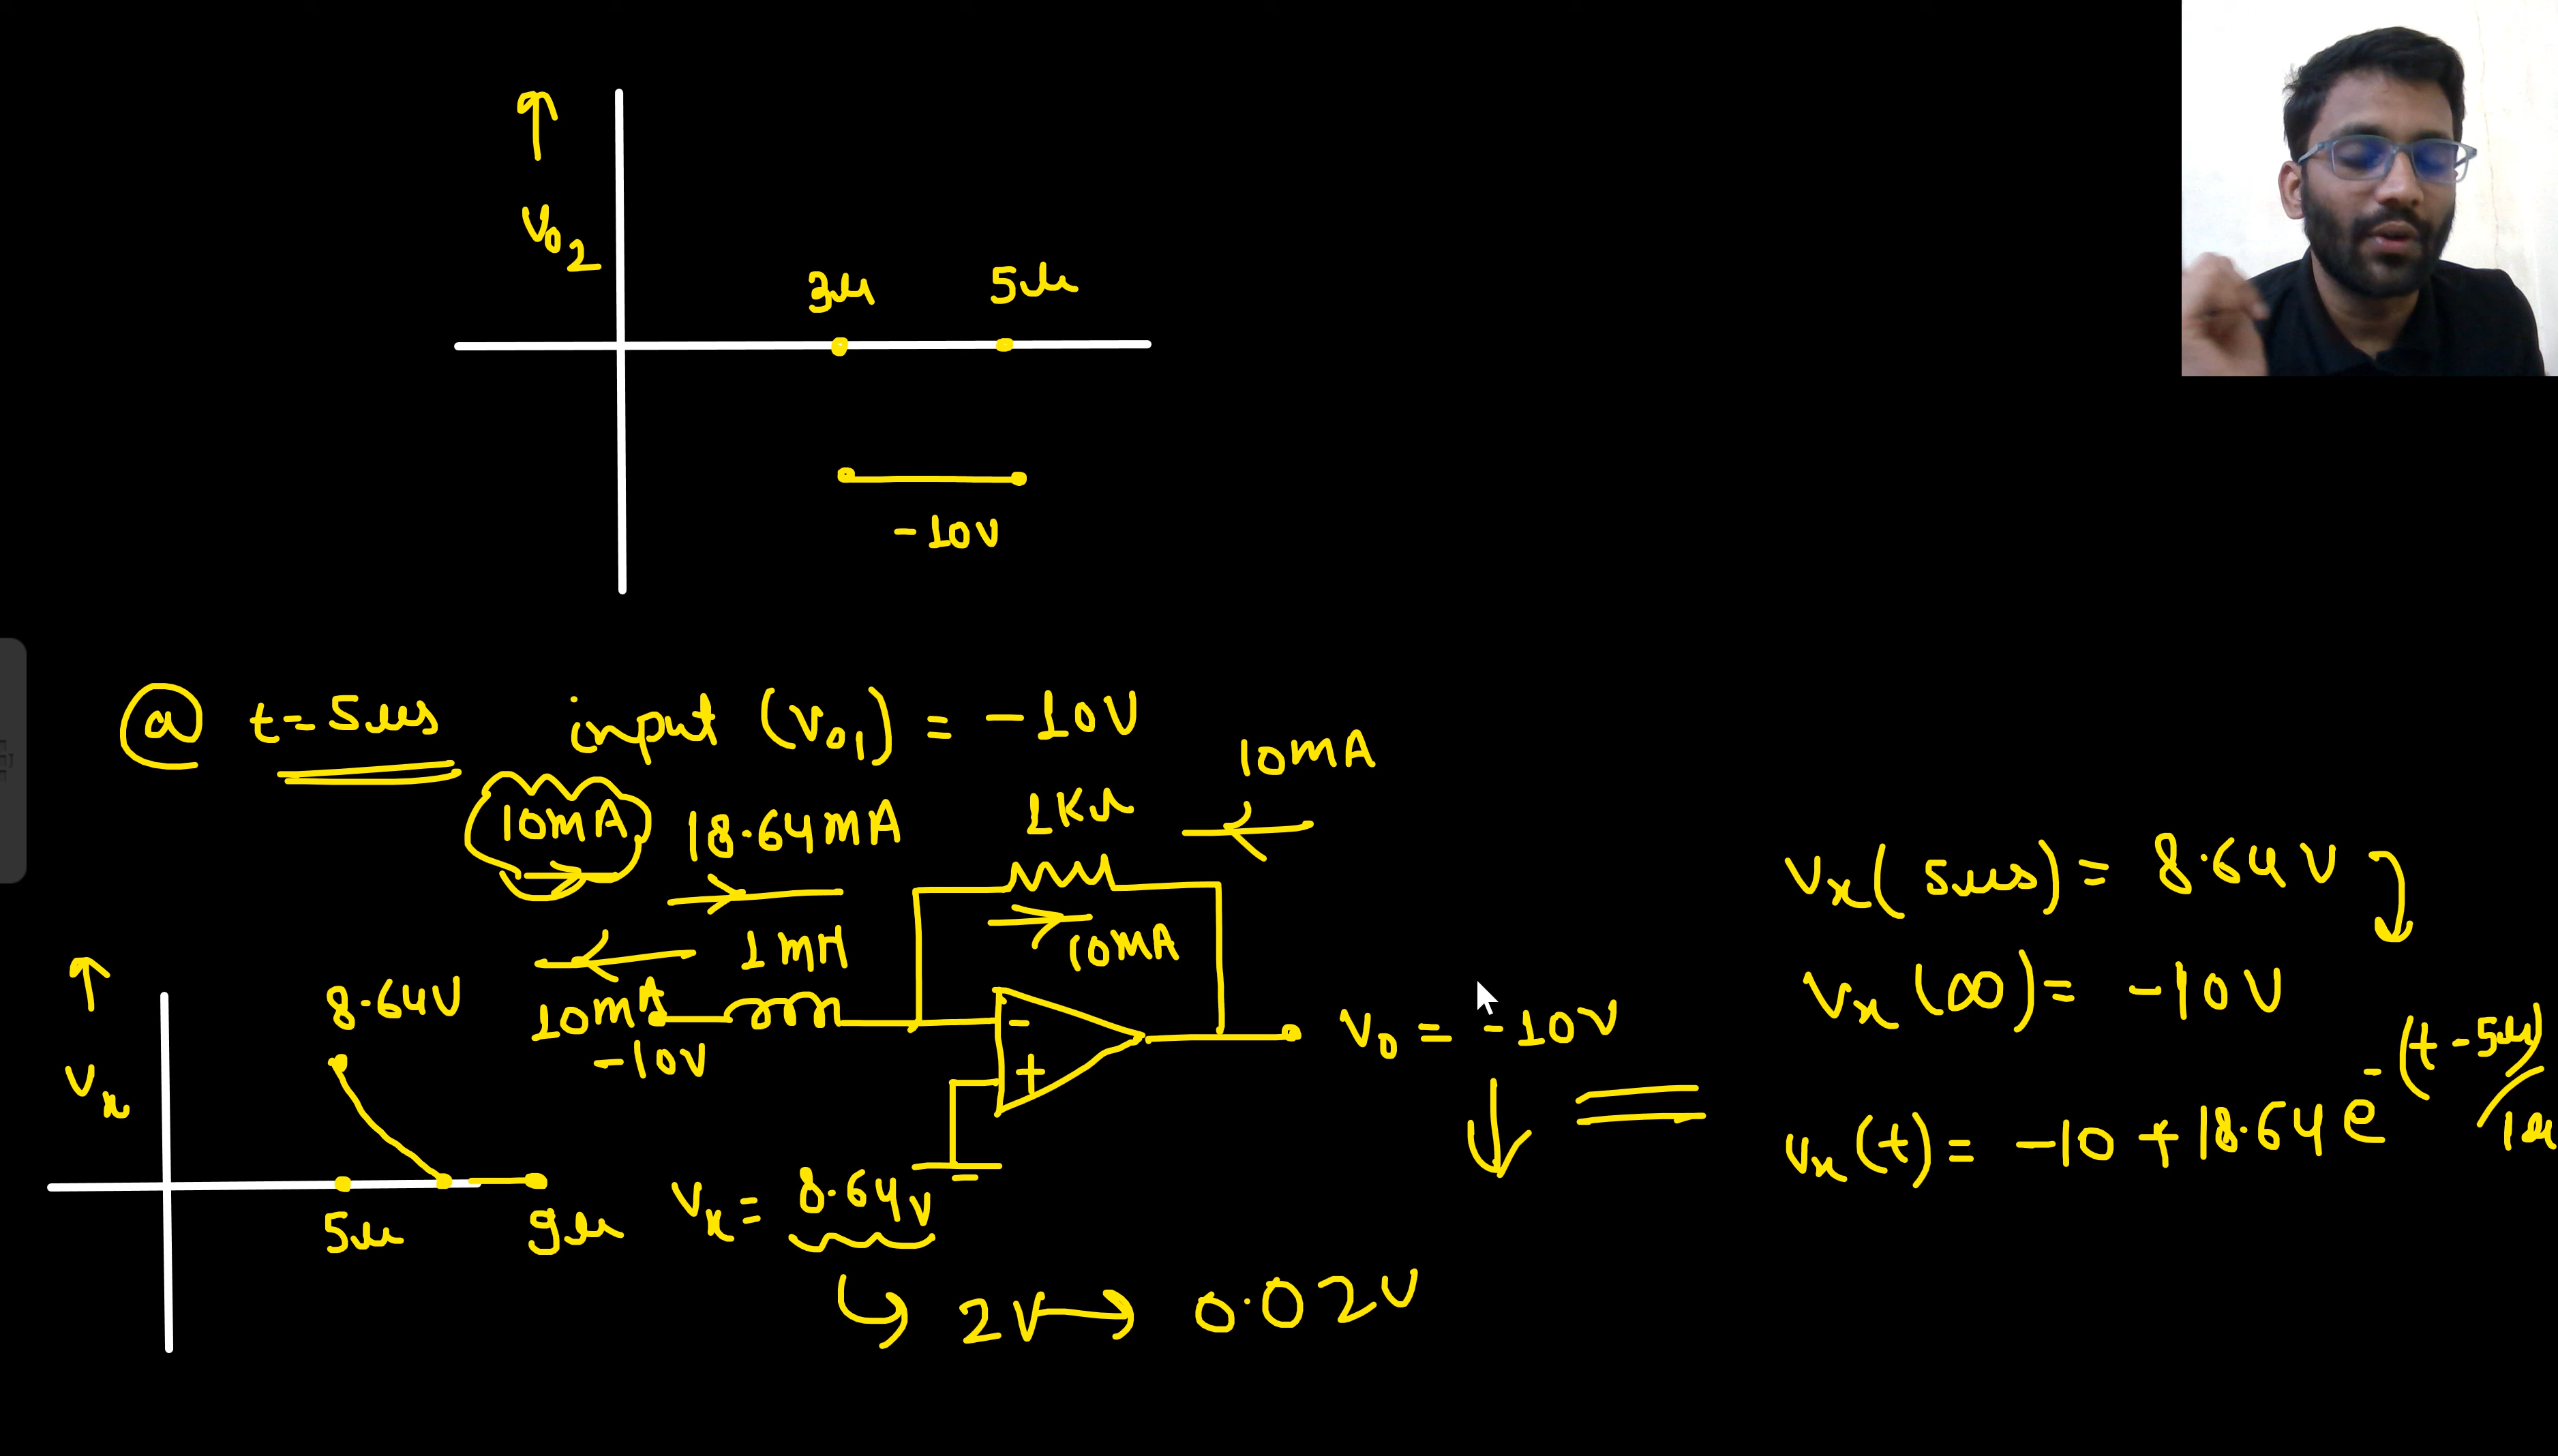 V₀₂
3μ 5μ
-10V
@ t=5μs input (V₀₁) = -10V
10mA
10mA 18.64mA 1KΩ
10mA
1mH
10mA
-10V
- +
V₀ = -10V
8.64V
Vₓ
5μ 9μ
Vₓ = 8.64V
2V → 0.02V
Vₓ(5μs) = 8.64V
Vₓ(∞) = -10V
Vₓ(t) = -10 + 18.64 e^-(t-5μ)/1μ